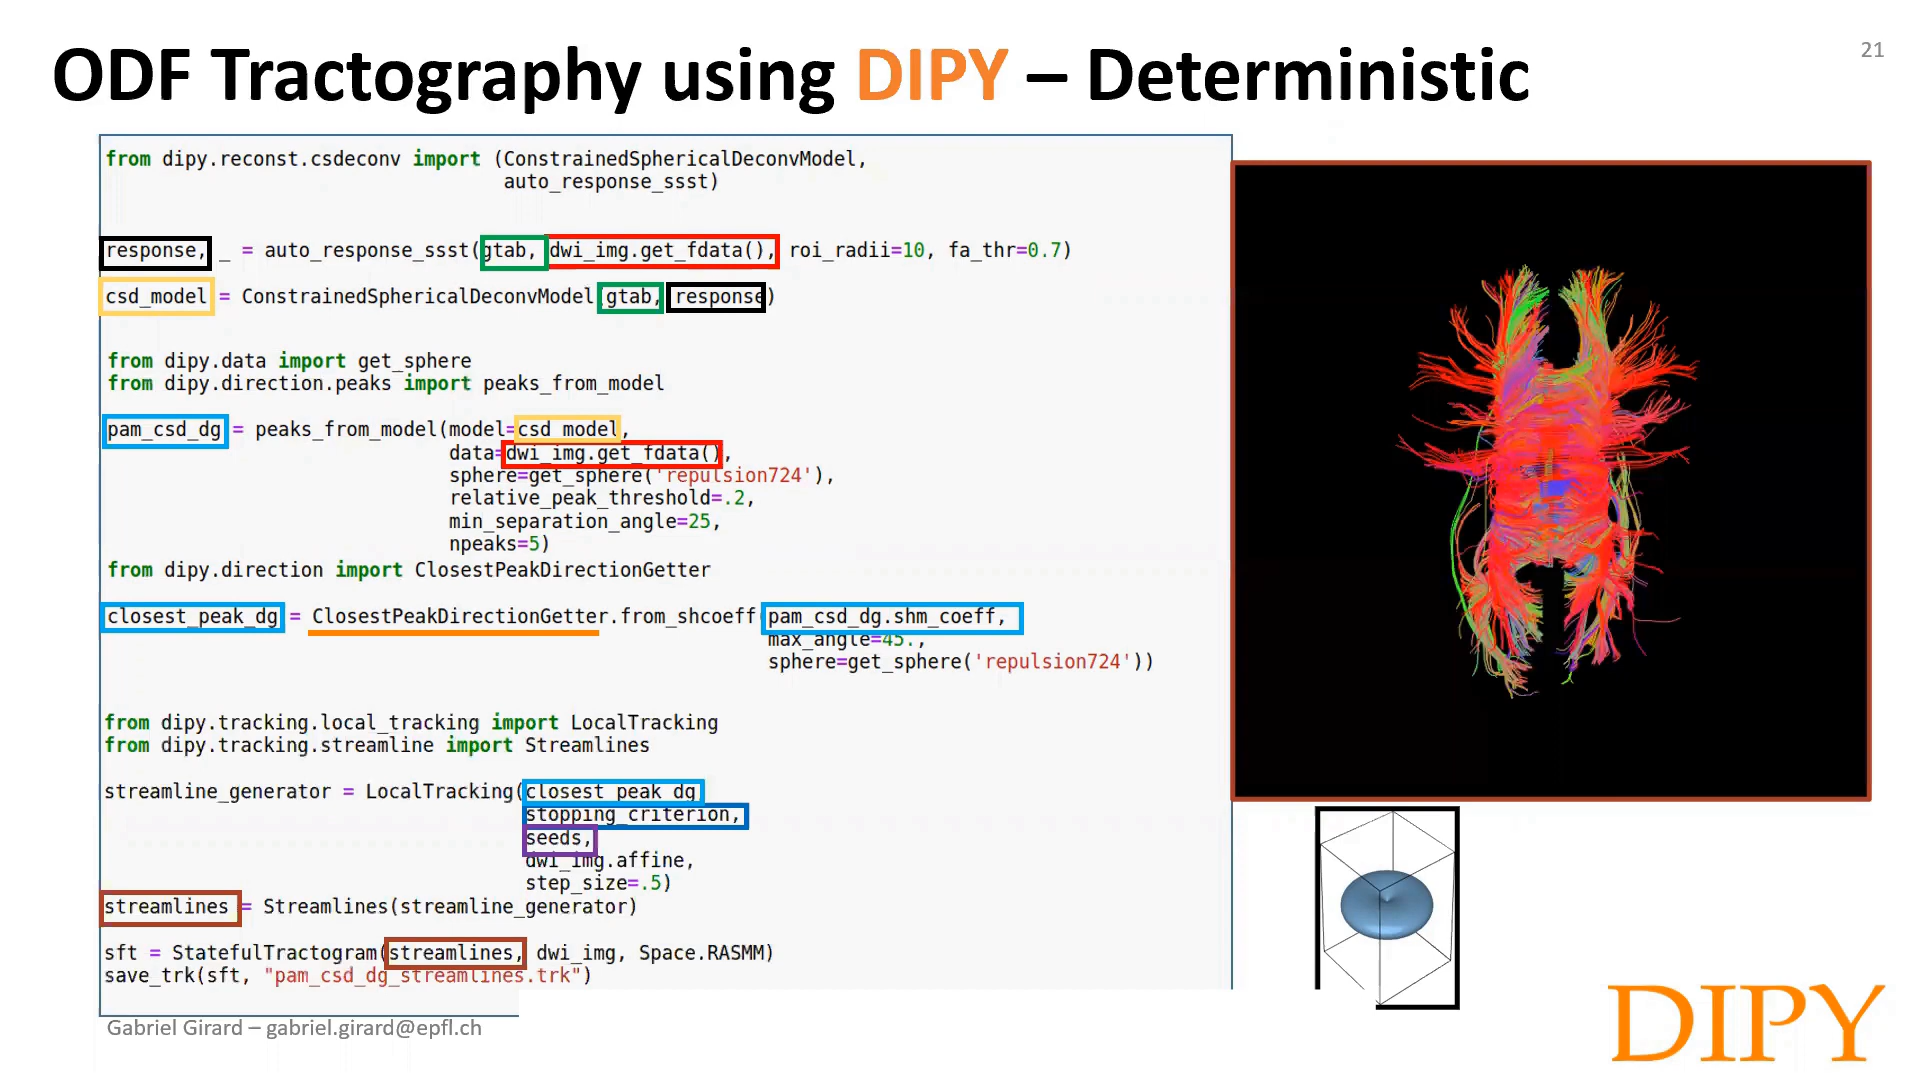 ODF Tractography using DIPY – Deterministic
21
from dipy.reconst.csdeconv import (ConstrainedSphericalDeconvModel,
auto_response_ssst)
response, _ = auto_response_ssst(gtab, dwi_img.get_fdata(), roi_radii=10, fa_thr=0.7)
csd_model = ConstrainedSphericalDeconvModel(gtab, response)
from dipy.data import get_sphere
from dipy.direction.peaks import peaks_from_model
pam_csd_dg = peaks_from_model(model=csd_model,
data=dwi_img.get_fdata(),
sphere=get_sphere('repulsion724'),
relative_peak_threshold=.2,
min_separation_angle=25,
npeaks=5)
from dipy.direction import ClosestPeakDirectionGetter
closest_peak_dg = ClosestPeakDirectionGetter.from_shcoeff(pam_csd_dg.shm_coeff,
max_angle=45.,
sphere=get_sphere('repulsion724'))
from dipy.tracking.local_tracking import LocalTracking
from dipy.tracking.streamline import Streamlines
streamline_generator = LocalTracking(closest_peak_dg
stopping_criterion,
seeds,
dwi_img.affine,
step_size=.5)
streamlines = Streamlines(streamline_generator)
sft = StatefulTractogram(streamlines, dwi_img, Space.RASMM)
save_trk(sft, "pam_csd_dg_streamlines.trk")
Gabriel Girard – gabriel.girard@epfl.ch
DIPY